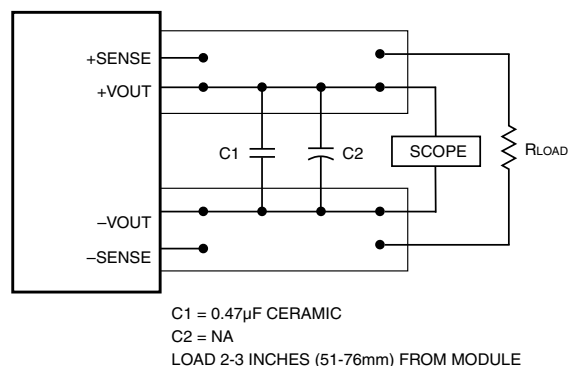 +SENSE
+VOUT
C1
C2
SCOPE
RLOAD
–VOUT
–SENSE
C1 = 0.47µF CERAMIC
C2 = NA
LOAD 2-3 INCHES (51-76mm) FROM MODULE